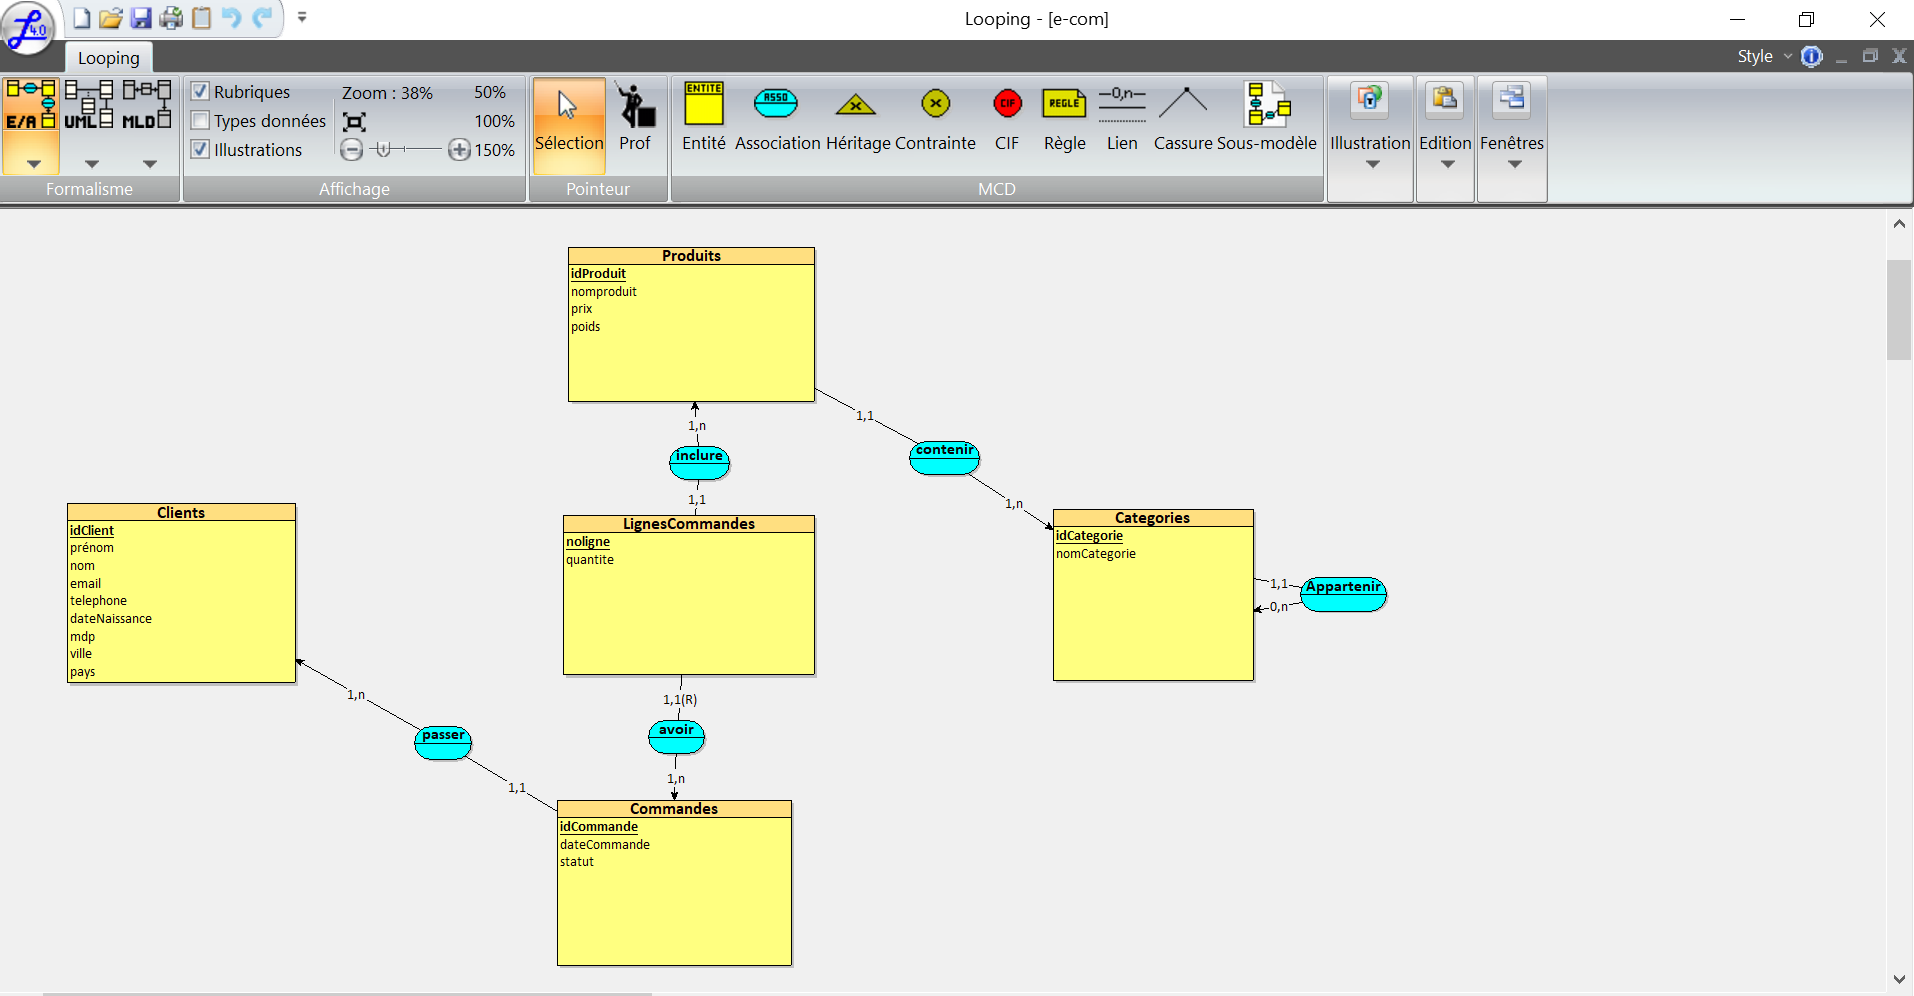 Looping - [e-com]
4.0
Looping
Style
Rubriques
Types données
Illustrations
Zoom : 38%
50%
100%
150%
E/A
UML
MLD
Formalisme
Affichage
Sélection
Prof
Pointeur
ENTITE
Entité
ASSO
Association
Héritage
Contrainte
CIF
CIF
REGLE
Règle
—0,n—
Lien
Cassure
Sous-modèle
MCD
Illustration
Edition
Fenêtres
Produits
idProduit
nomproduit
prix
poids
1,n
inclure
1,1
1,1
contenir
1,n
Clients
idClient
prénom
nom
email
telephone
dateNaissance
mdp
ville
pays
LignesCommandes
noligne
quantite
Categories
idCategorie
nomCategorie
1,1
Appartenir
0,n
1,n
passer
1,1
1,1(R)
avoir
1,n
Commandes
idCommande
dateCommande
statut